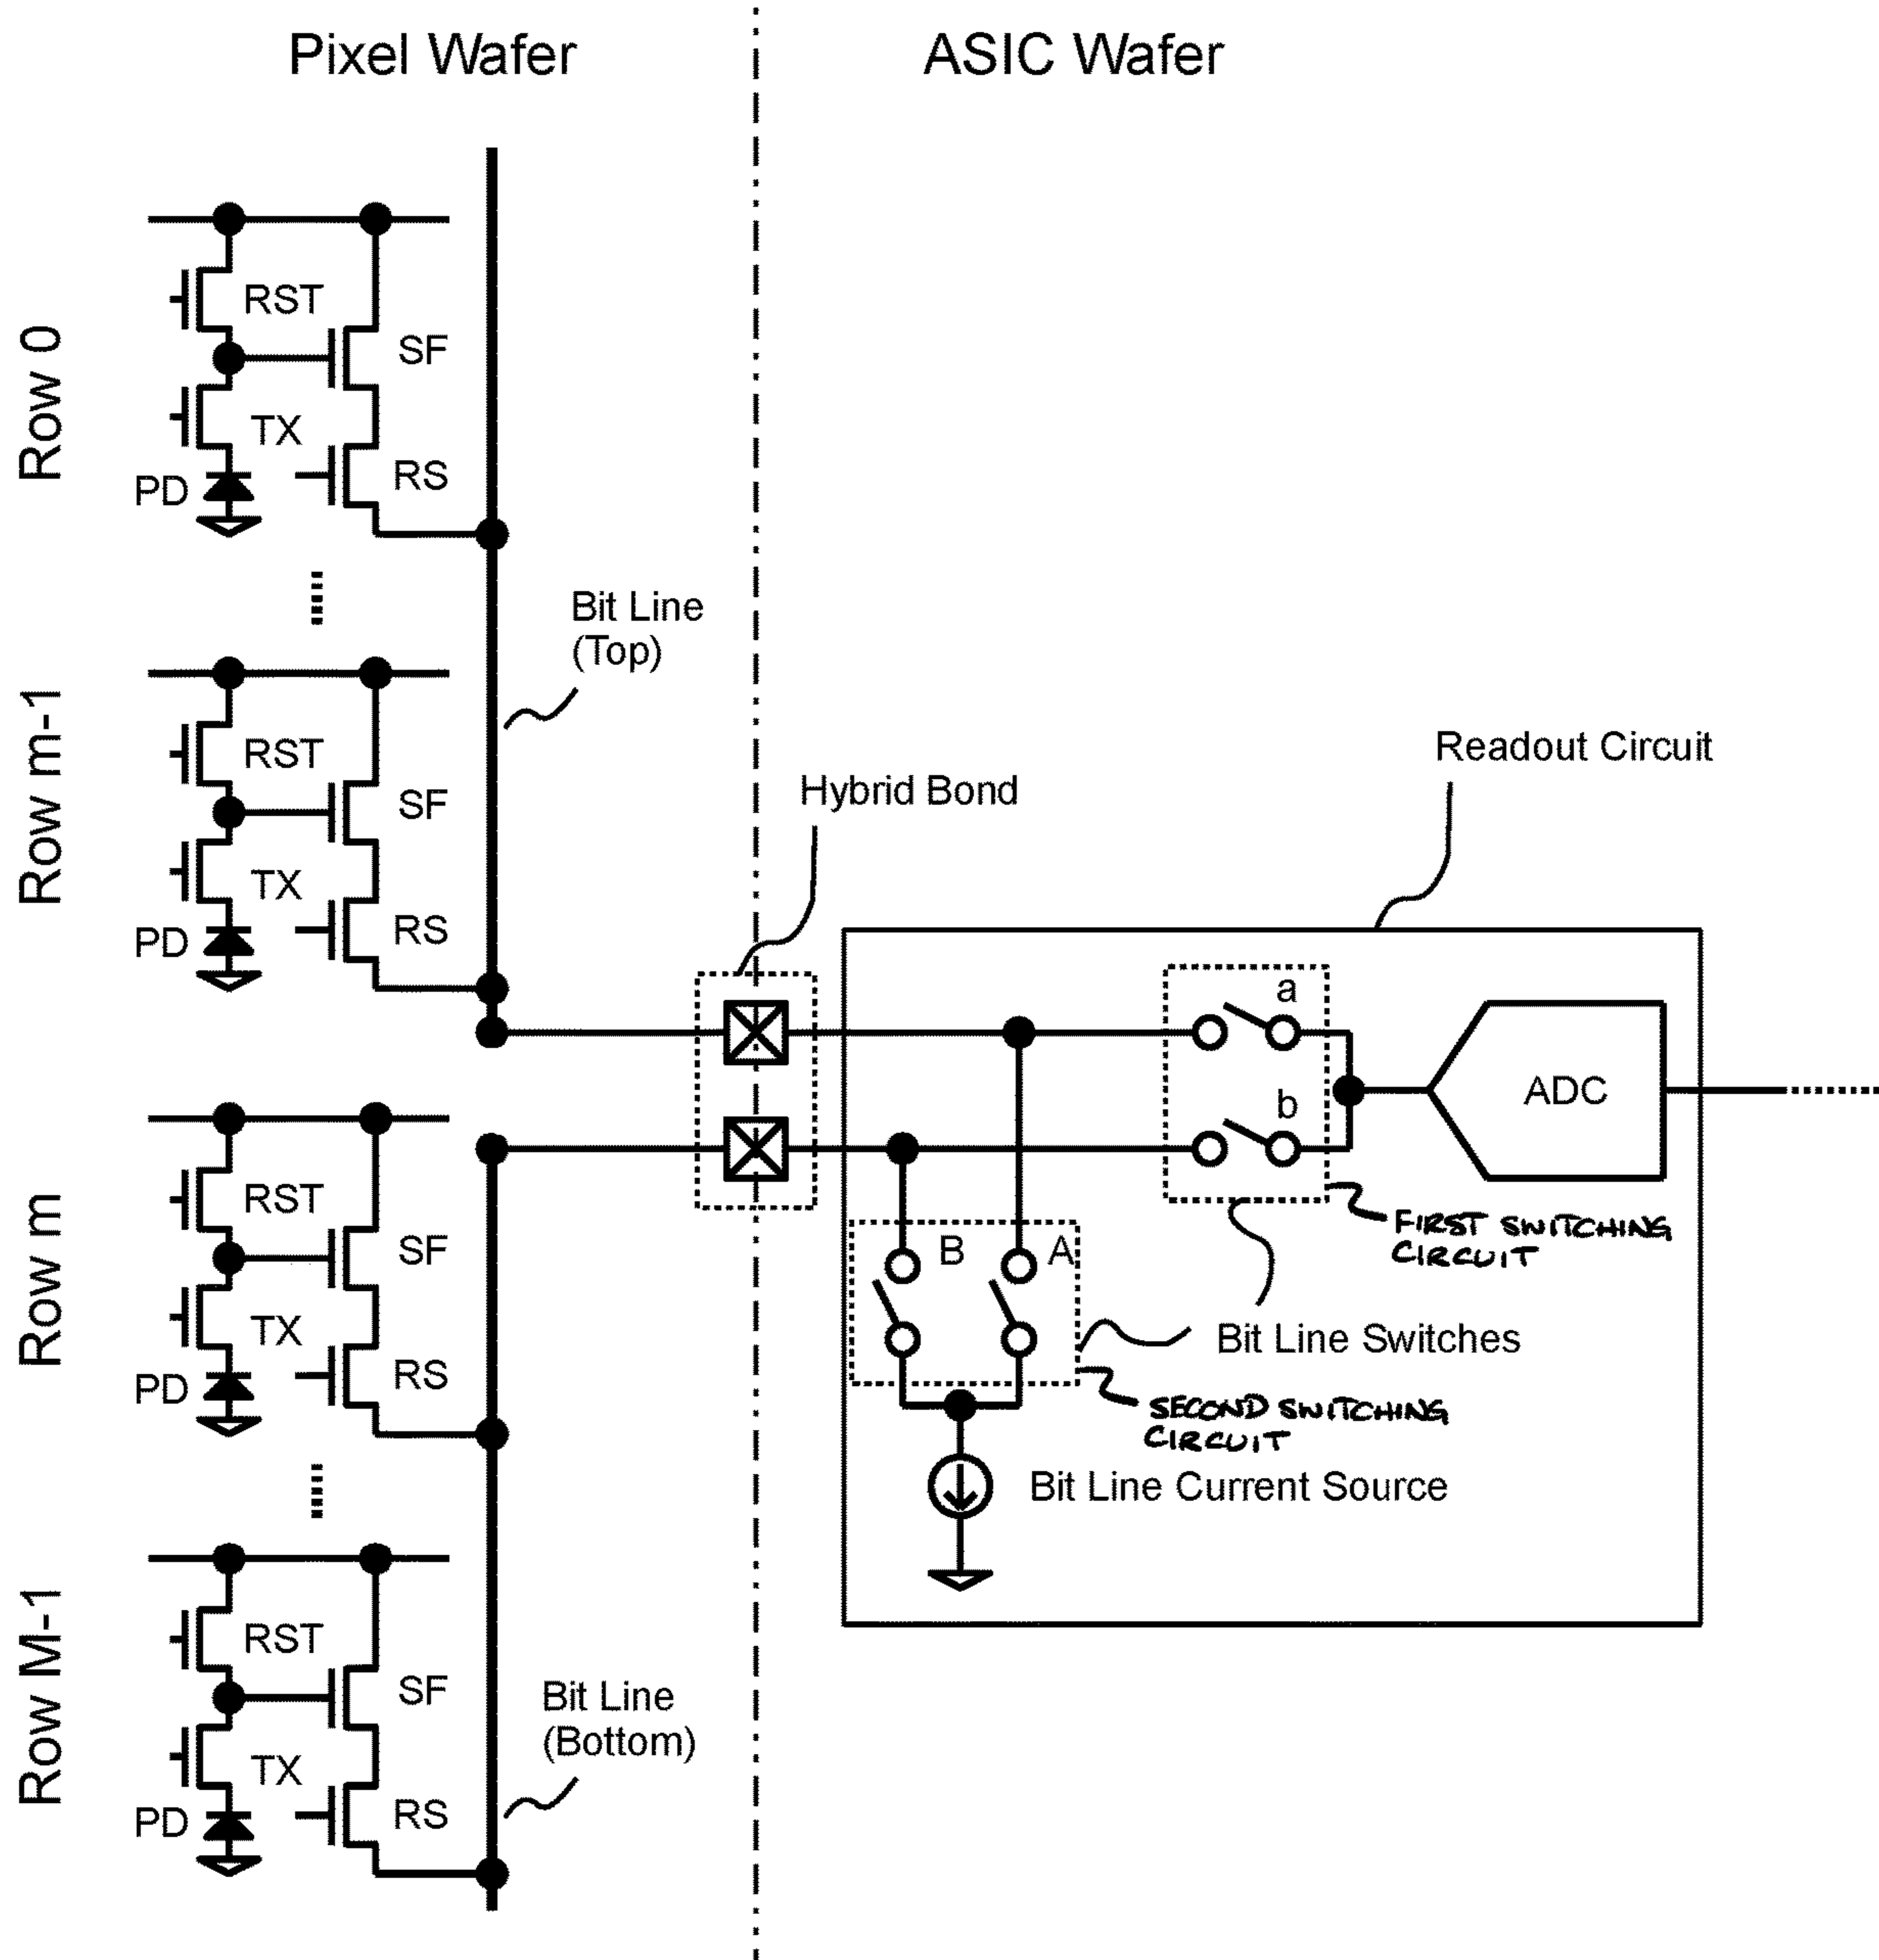 Pixel Wafer
ASIC Wafer
Row 0
RST
SF
TX
RS
PD
Bit Line
(Top)
Row m-1
RST
SF
TX
RS
PD
Hybrid Bond
Readout Circuit
a
b
ADC
FIRST SWITCHING
CIRCUIT
B
A
Bit Line Switches
SECOND SWITCHING
CIRCUIT
Bit Line Current Source
Row m
RST
SF
TX
RS
PD
Row M-1
RST
SF
TX
RS
PD
Bit Line
(Bottom)